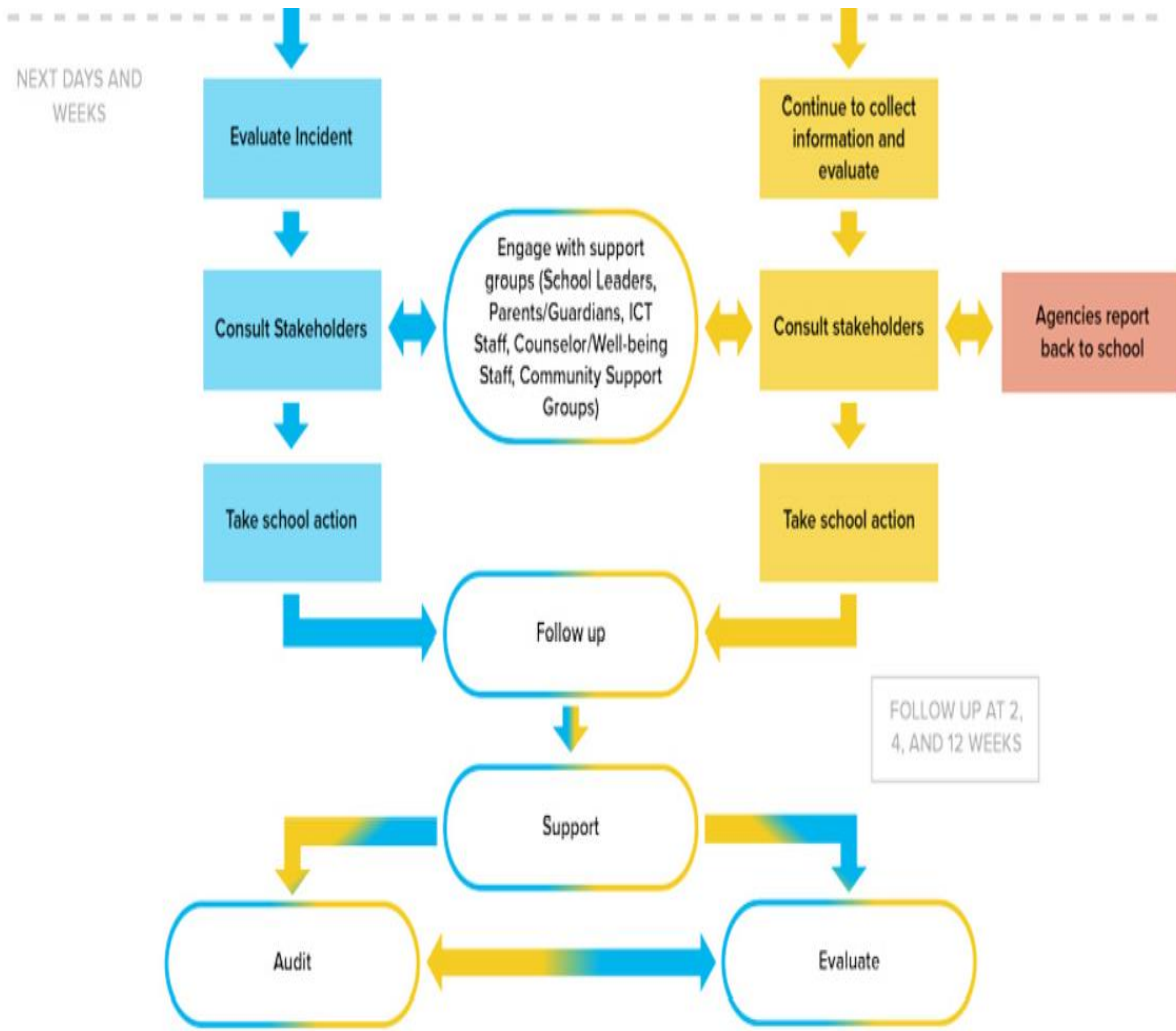 NEXT DAYS AND
WEEKS
Evaluate Incident
Continue to collect
information and
evaluate
Engage with support
groups (School Leaders,
Parents/Guardians, ICT
Staff, Counselor/Well-being
Staff, Community Support
Groups)
Consult Stakeholders
Consult stakeholders
Agencies report
back to school
Take school action
Take school action
Follow up
FOLLOW UP AT 2,
4, AND 12 WEEKS
Support
Audit
Evaluate